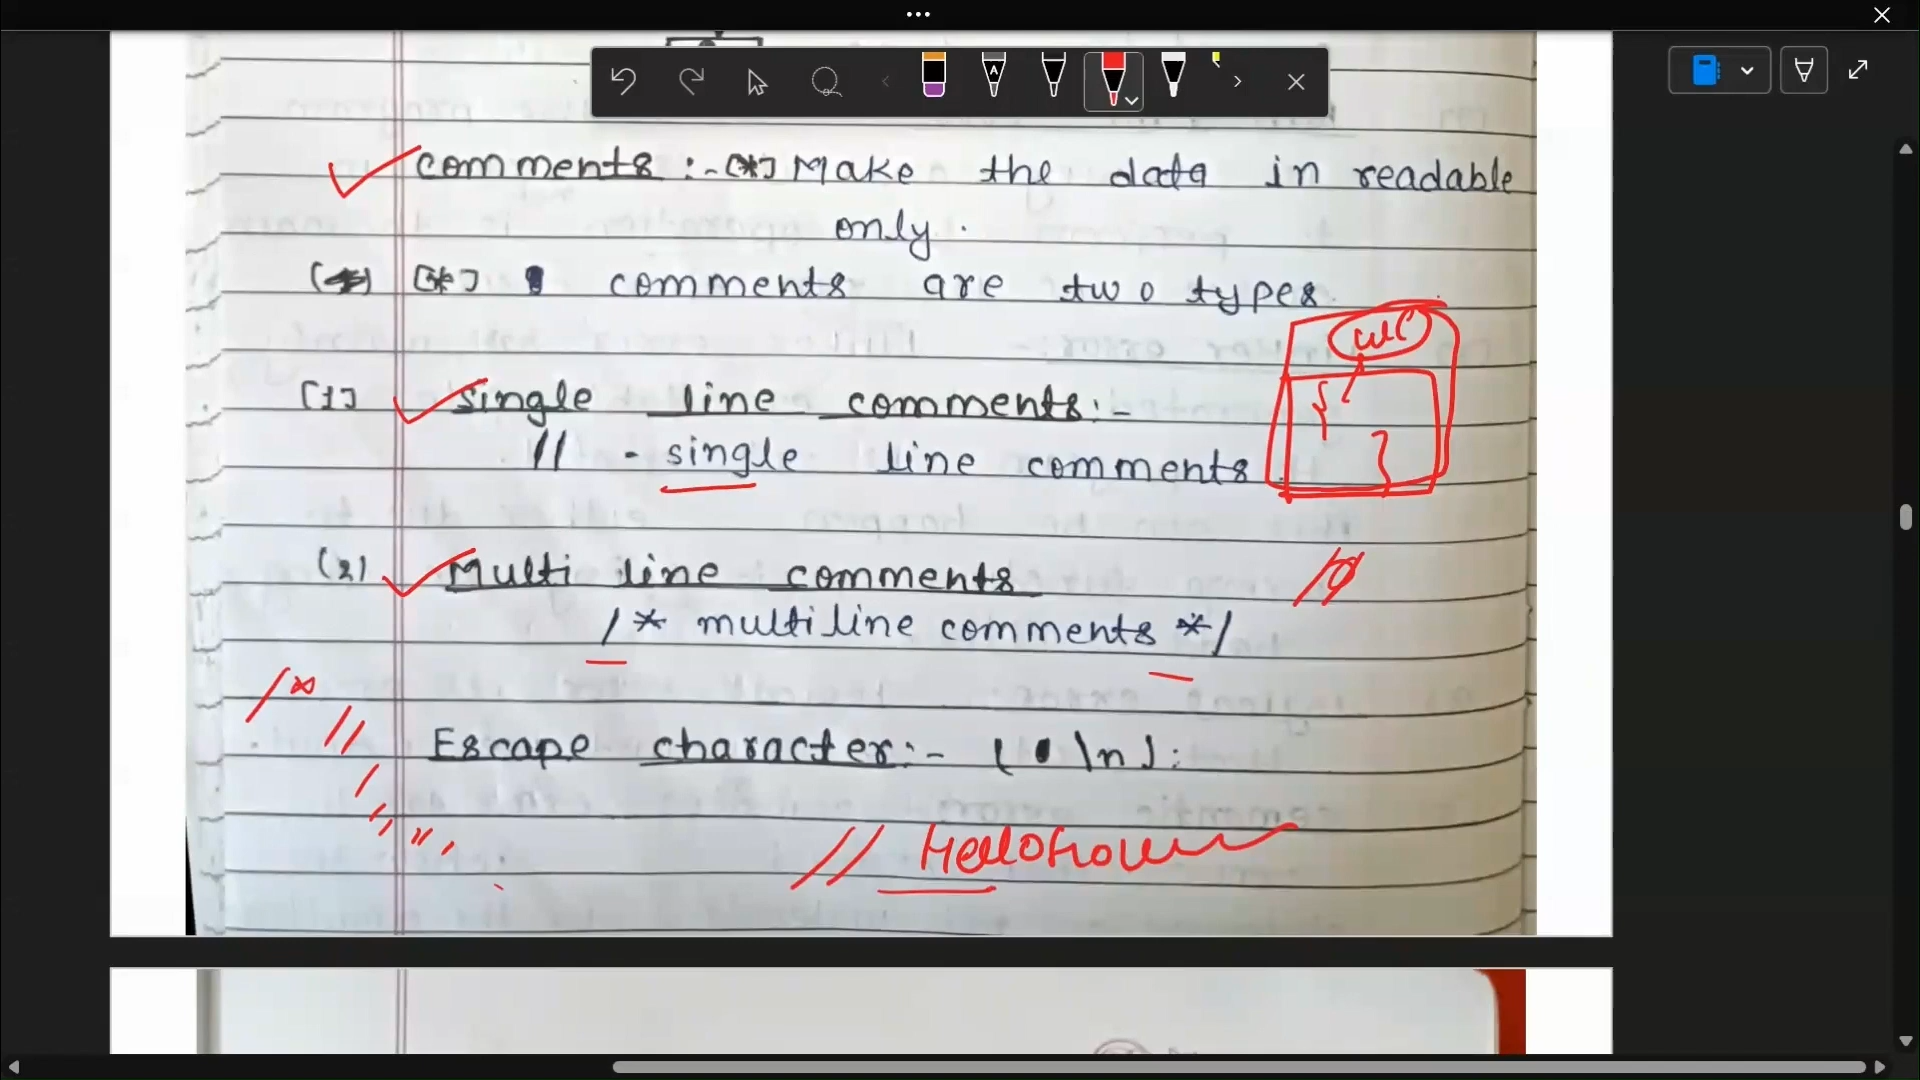 comments :- [*] Make the data in readable
only.
[*] comments are two types.
[1] single line comments:-
// - single line comments
(2) Multi line comments
/* multiline comments */
/*
//
Escape character:- ( \n ):
//